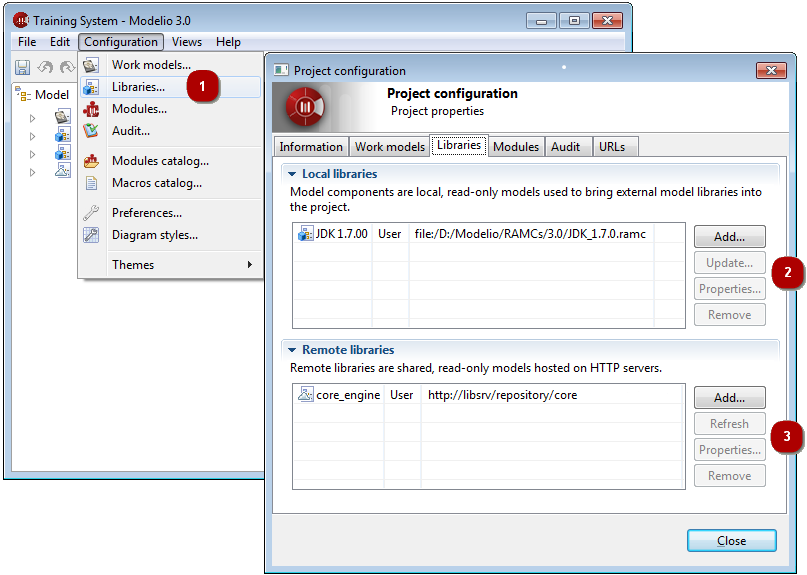 Training System - Modelio 3.0
File Edit Configuration Views Help
Work models...
Libraries...
1
Modules...
Audit...
Modules catalog...
Macros catalog...
Preferences...
Diagram styles...
Themes
Model
Project configuration
Project configuration
Project properties
Information Work models Libraries Modules Audit URLs
Local libraries
Model components are local, read-only models used to bring external model libraries into
the project.
JDK 1.7.00 User file:/D:/Modelio/RAMCs/3.0/JDK_1.7.0.ramc
Add...
Update...
Properties...
Remove
2
Remote libraries
Remote libraries are shared, read-only models hosted on HTTP servers.
core_engine User http://libsrv/repository/core
Add...
Refresh
Properties...
Remove
3
Close